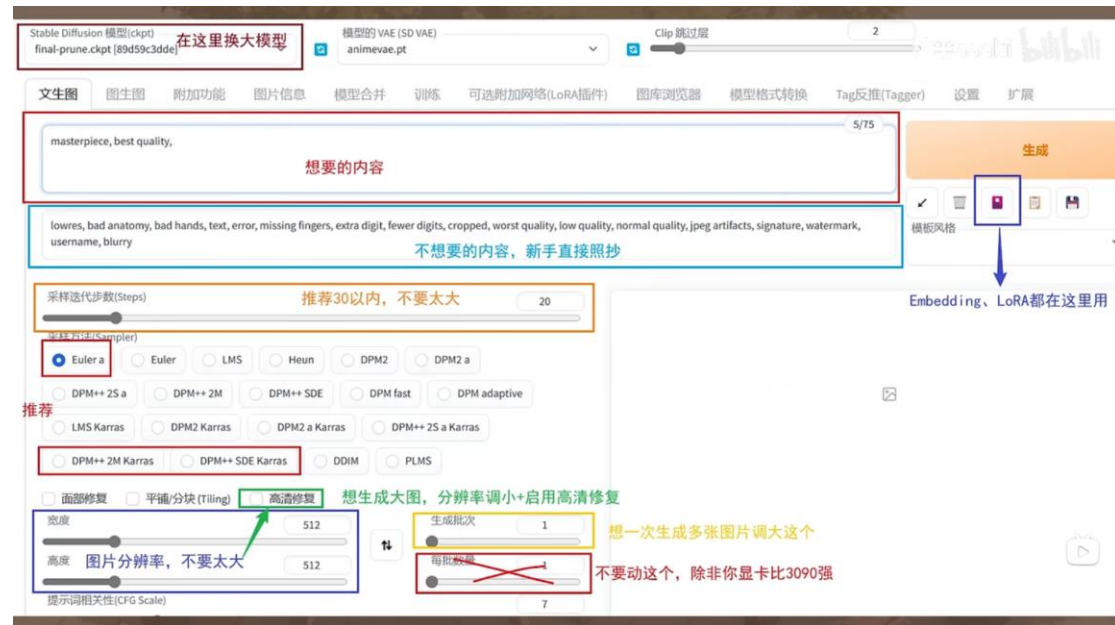 Stable Diffusion 模型(ckpt)
final-prune.ckpt [89d59c3dde]
在这里换大模型
模型的 VAE (SD VAE)
animevae.pt
Clip 跳过层
2
bilibili
文生图 图生图 附加功能 图片信息 模型合并 训练 可选附加网络(LoRA插件) 图库浏览器 模型格式转换 Tag反推(Tagger) 设置 扩展
5/75
masterpiece, best quality,
想要的内容
生成
lowres, bad anatomy, bad hands, text, error, missing fingers, extra digit, fewer digits, cropped, worst quality, low quality, normal quality, jpeg artifacts, signature, watermark,
username, blurry
不想要的内容，新手直接照抄
模板风格
Embedding、LoRA都在这里用
采样迭代步数(Steps)
推荐30以内，不要太大
20
采样方法(Sampler)
Euler a Euler LMS Heun DPM2 DPM2 a
DPM++ 2S a DPM++ 2M DPM++ SDE DPM fast DPM adaptive
推荐
LMS Karras DPM2 Karras DPM2 a Karras DPM++ 2S a Karras
DPM++ 2M Karras DPM++ SDE Karras DDIM PLMS
面部修复 平铺/分块 (Tiling) 高清修复
想生成大图，分辨率调小+启用高清修复
宽度
512
生成批次
1
想一次生成多张图片调大这个
高度
图片分辨率，不要太大
512
每批数量
1
不要动这个，除非你显卡比3090强
提示词相关性(CFG Scale)
7